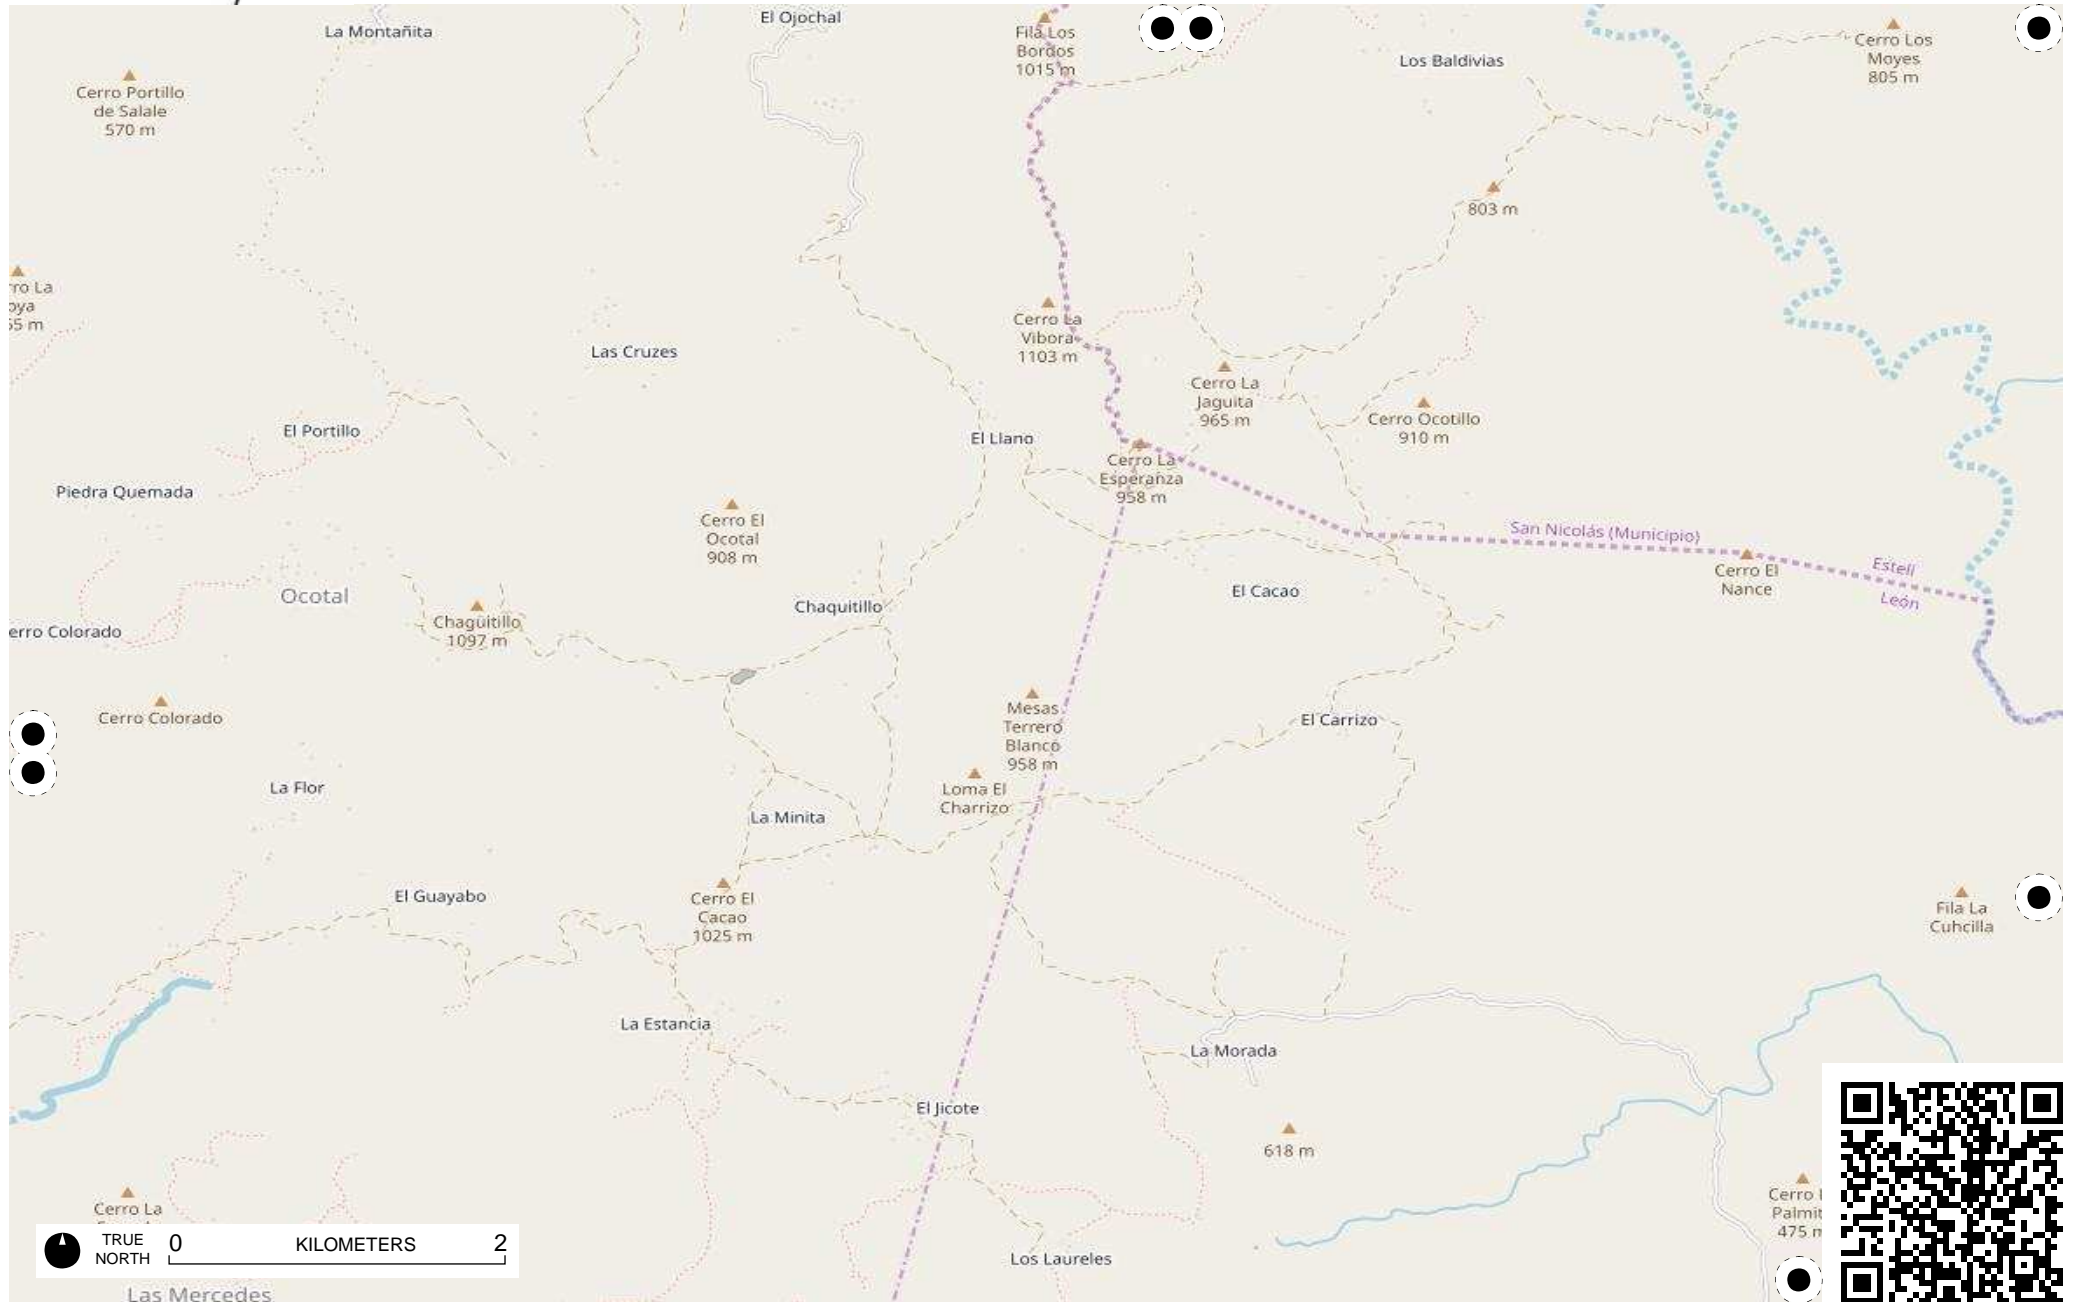 El Ojochal
La Montañita
Fila Los
Bordos
1015 m
Los Baldivias
Cerro Los
Moyes
805 m
Cerro Portillo
de Salale
570 m
803 m
Cerro La
Vibora
1103 m
Las Cruzes
Cerro La
Jaguita
965 m
Cerro Ocotillo
910 m
El Portillo
El Llano
Cerro La
Esperanza
958 m
Piedra Quemada
Cerro El
Ocotal
908 m
San Nicolás (Municipio)
Estelí
León
Cerro El
Nance
Ocotal
El Cacao
Chaquitillo
Chagüitillo
1097 m
erro Colorado
Cerro Colorado
Mesas
Terrero
Blanco
958 m
El Carrizo
La Flor
Loma El
Charrizo
La Minita
El Guayabo
Cerro El
Cacao
1025 m
Fila La
Cuhcilla
La Estancia
La Morada
El Jicote
618 m
Cerro La
Cerro
Palmit
475 m
TRUE
NORTH
0 KILOMETERS 2
Los Laureles
Las Mercedes